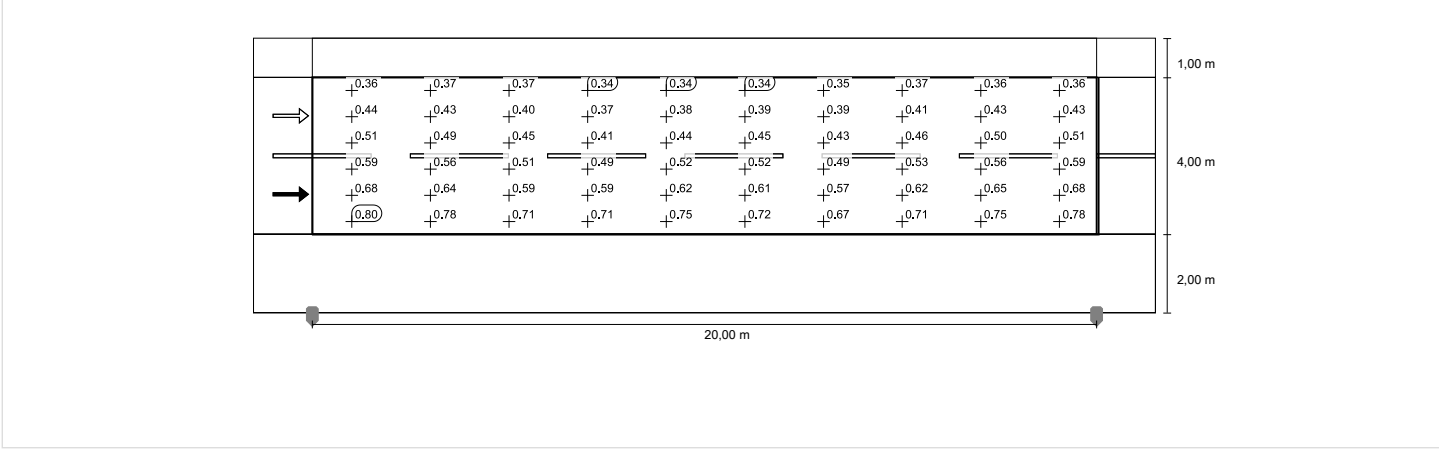 0.36 0.37 0.37 0.34 0.34 0.34 0.35 0.37 0.36 0.36
1,00 m
0.44 0.43 0.40 0.37 0.38 0.39 0.39 0.41 0.43 0.43
0.51 0.49 0.45 0.41 0.44 0.45 0.43 0.46 0.50 0.51
0.59 0.56 0.51 0.49 0.52 0.52 0.49 0.53 0.56 0.59
4,00 m
0.68 0.64 0.59 0.59 0.62 0.61 0.57 0.62 0.65 0.68
0.80 0.78 0.71 0.71 0.75 0.72 0.67 0.71 0.75 0.78
2,00 m
20,00 m